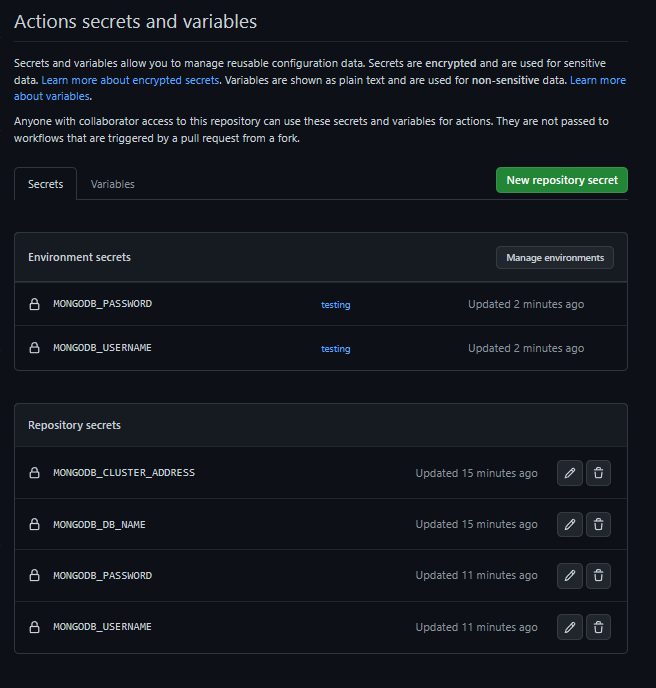 Actions secrets and variables
Secrets and variables allow you to manage reusable configuration data. Secrets are encrypted and are used for sensitive
data. Learn more about encrypted secrets. Variables are shown as plain text and are used for non-sensitive data. Learn more
about variables.
Anyone with collaborator access to this repository can use these secrets and variables for actions. They are not passed to
workflows that are triggered by a pull request from a fork.
Secrets Variables New repository secret
Environment secrets Manage environments
MONGODB_PASSWORD testing Updated 2 minutes ago
MONGODB_USERNAME testing Updated 2 minutes ago
Repository secrets
MONGODB_CLUSTER_ADDRESS Updated 15 minutes ago
MONGODB_DB_NAME Updated 15 minutes ago
MONGODB_PASSWORD Updated 11 minutes ago
MONGODB_USERNAME Updated 11 minutes ago